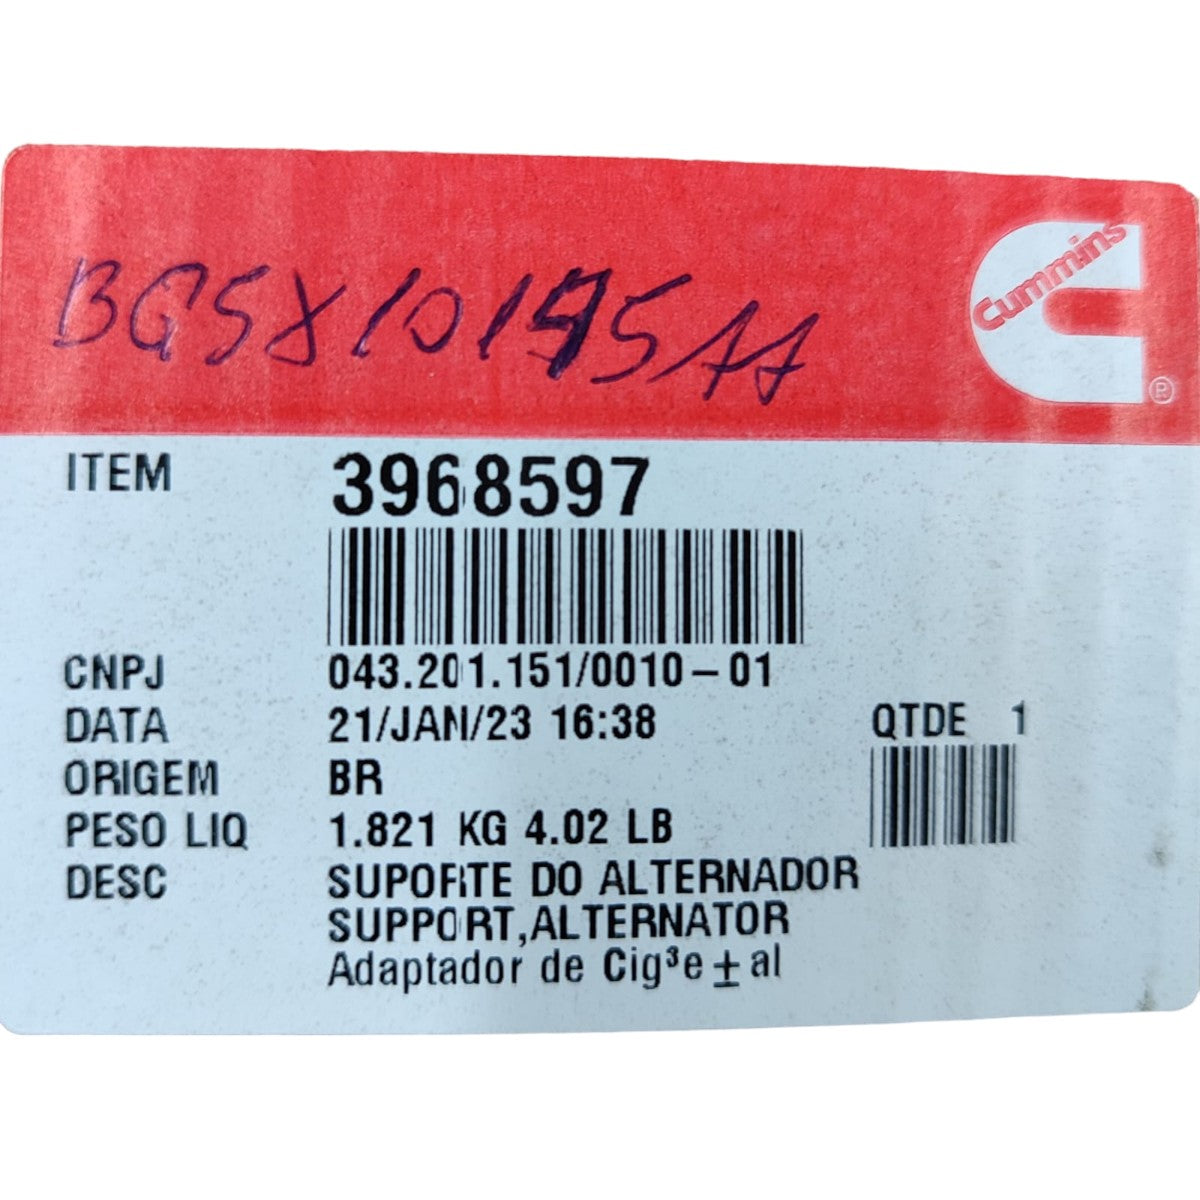 Cummins
®
BG5X10155AA
ITEM 3968597
CNPJ 043.201.151/0010-01
DATA 21/JAN/23 16:38 QTDE 1
ORIGEM BR
PESO LIQ 1.821 KG 4.02 LB
DESC SUPORTE DO ALTERNADOR
SUPPORT,ALTERNATOR
Adaptador de Cig³e±al